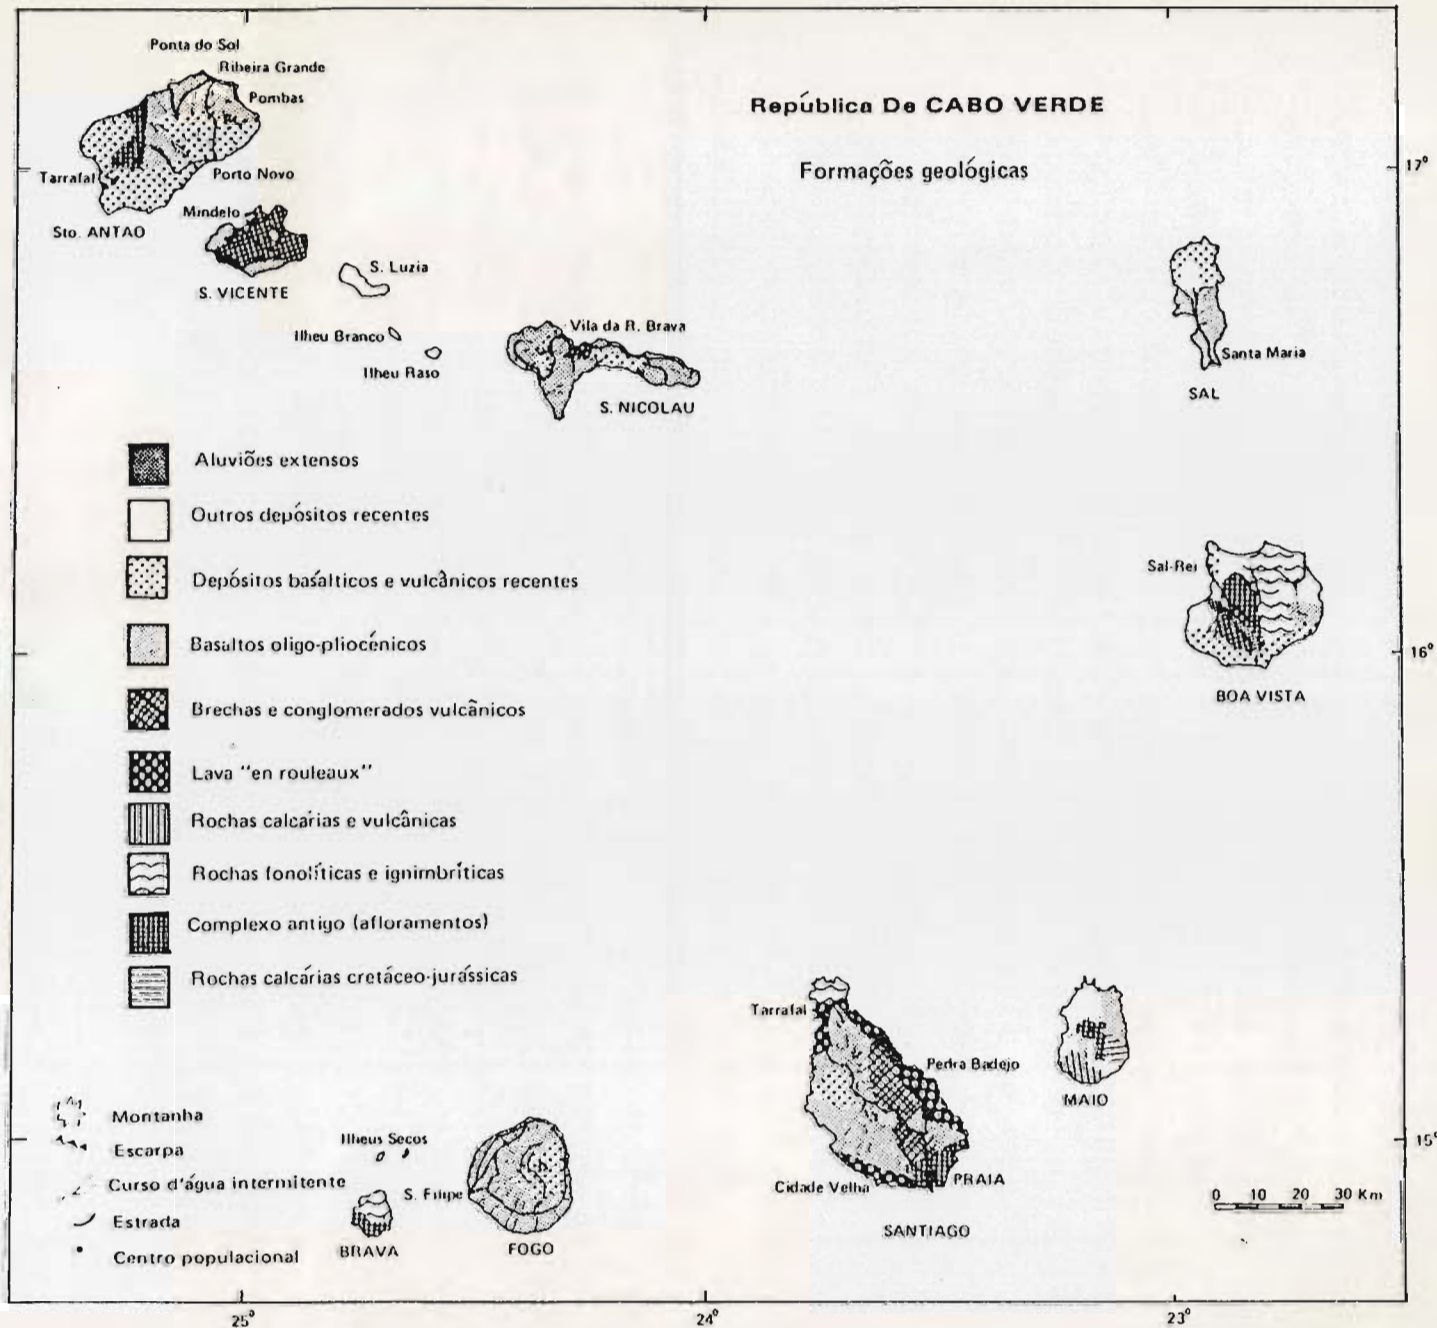 Ponta do Sol
Ribeira Grande
Pombas
República De CABO VERDE
Formações geológicas
17°
Tarrafal
Porto Novo
Mindelo
Sto. ANTAO
S. Luzia
S. VICENTE
Ilheu Branco
Vila da R. Brava
Ilheu Raso
S. NICOLAU
Santa Maria
SAL
Aluviões extensos
Outros depósitos recentes
Depósitos basálticos e vulcânicos recentes
Basaltos oligo-pliocénicos
Brechas e conglomerados vulcânicos
Lava "en rouleaux"
Rochas calcárias e vulcânicas
Rochas fonolíticas e ignimbríticas
Complexo antigo (afloramentos)
Rochas calcárias cretáceo-jurássicas
Sal-Rei
16°
BOA VISTA
Tarrafal
Pedra Badejo
MAIO
Cidade Velha
PRAIA
SANTIAGO
15°
0 10 20 30 Km
Montanha
Escarpa
Curso d'água intermitente
Estrada
Centro populacional
Ilheus Secos
S. Filipe
BRAVA
FOGO
25°
24°
23°